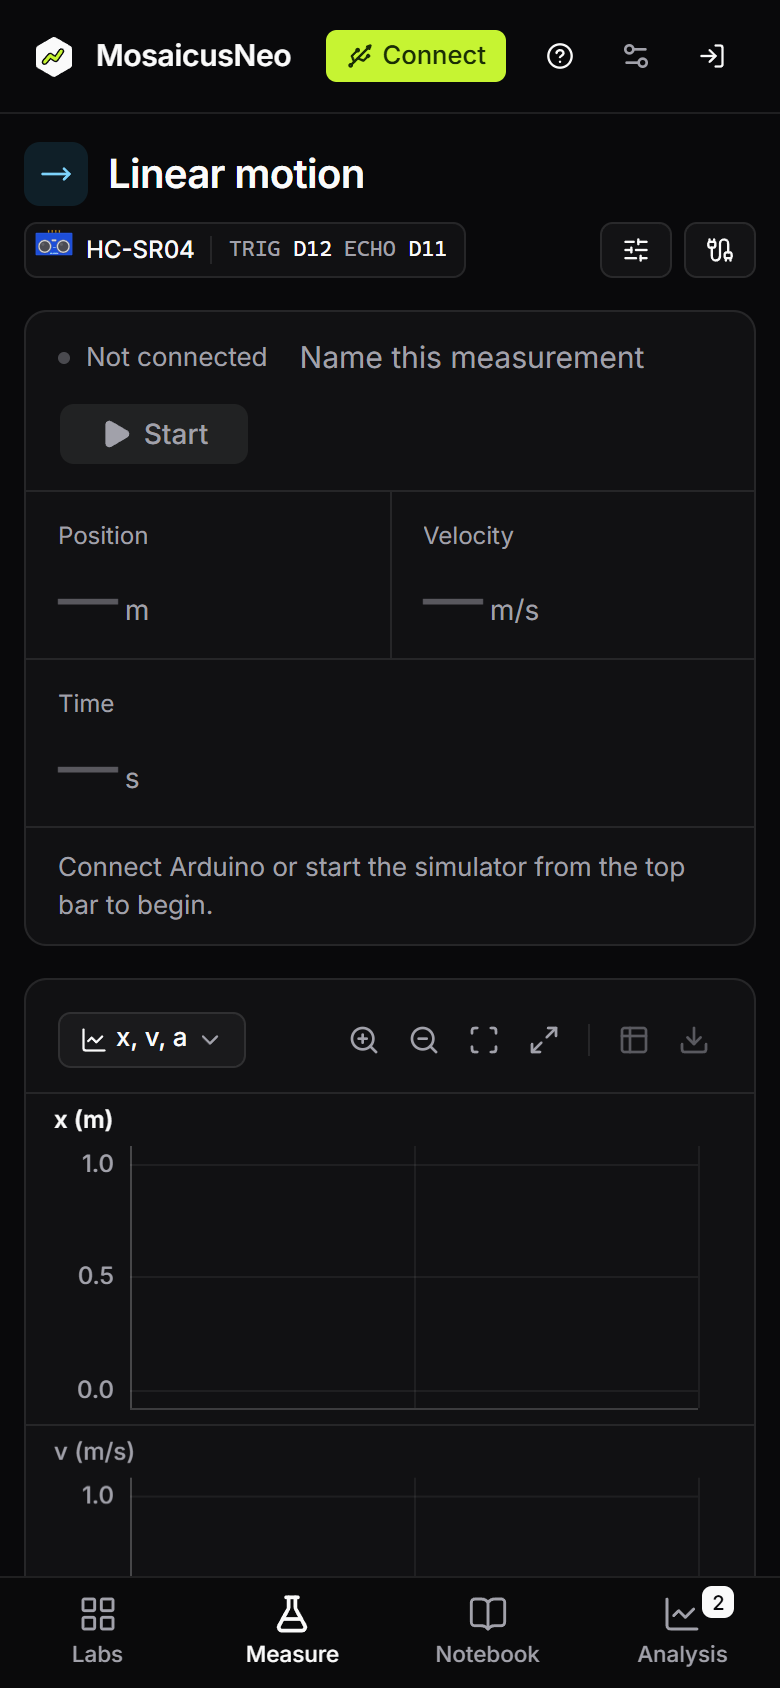 MosaicusNeo Connect
Linear motion
HC-SR04 TRIG D12 ECHO D11
Not connected Name this measurement
Start
Position Velocity
m m/s
Time
s
Connect Arduino or start the simulator from the top
bar to begin.
x, v, a
x (m)
1.0
0.5
0.0
v (m/s)
1.0
2
Labs Measure Notebook Analysis